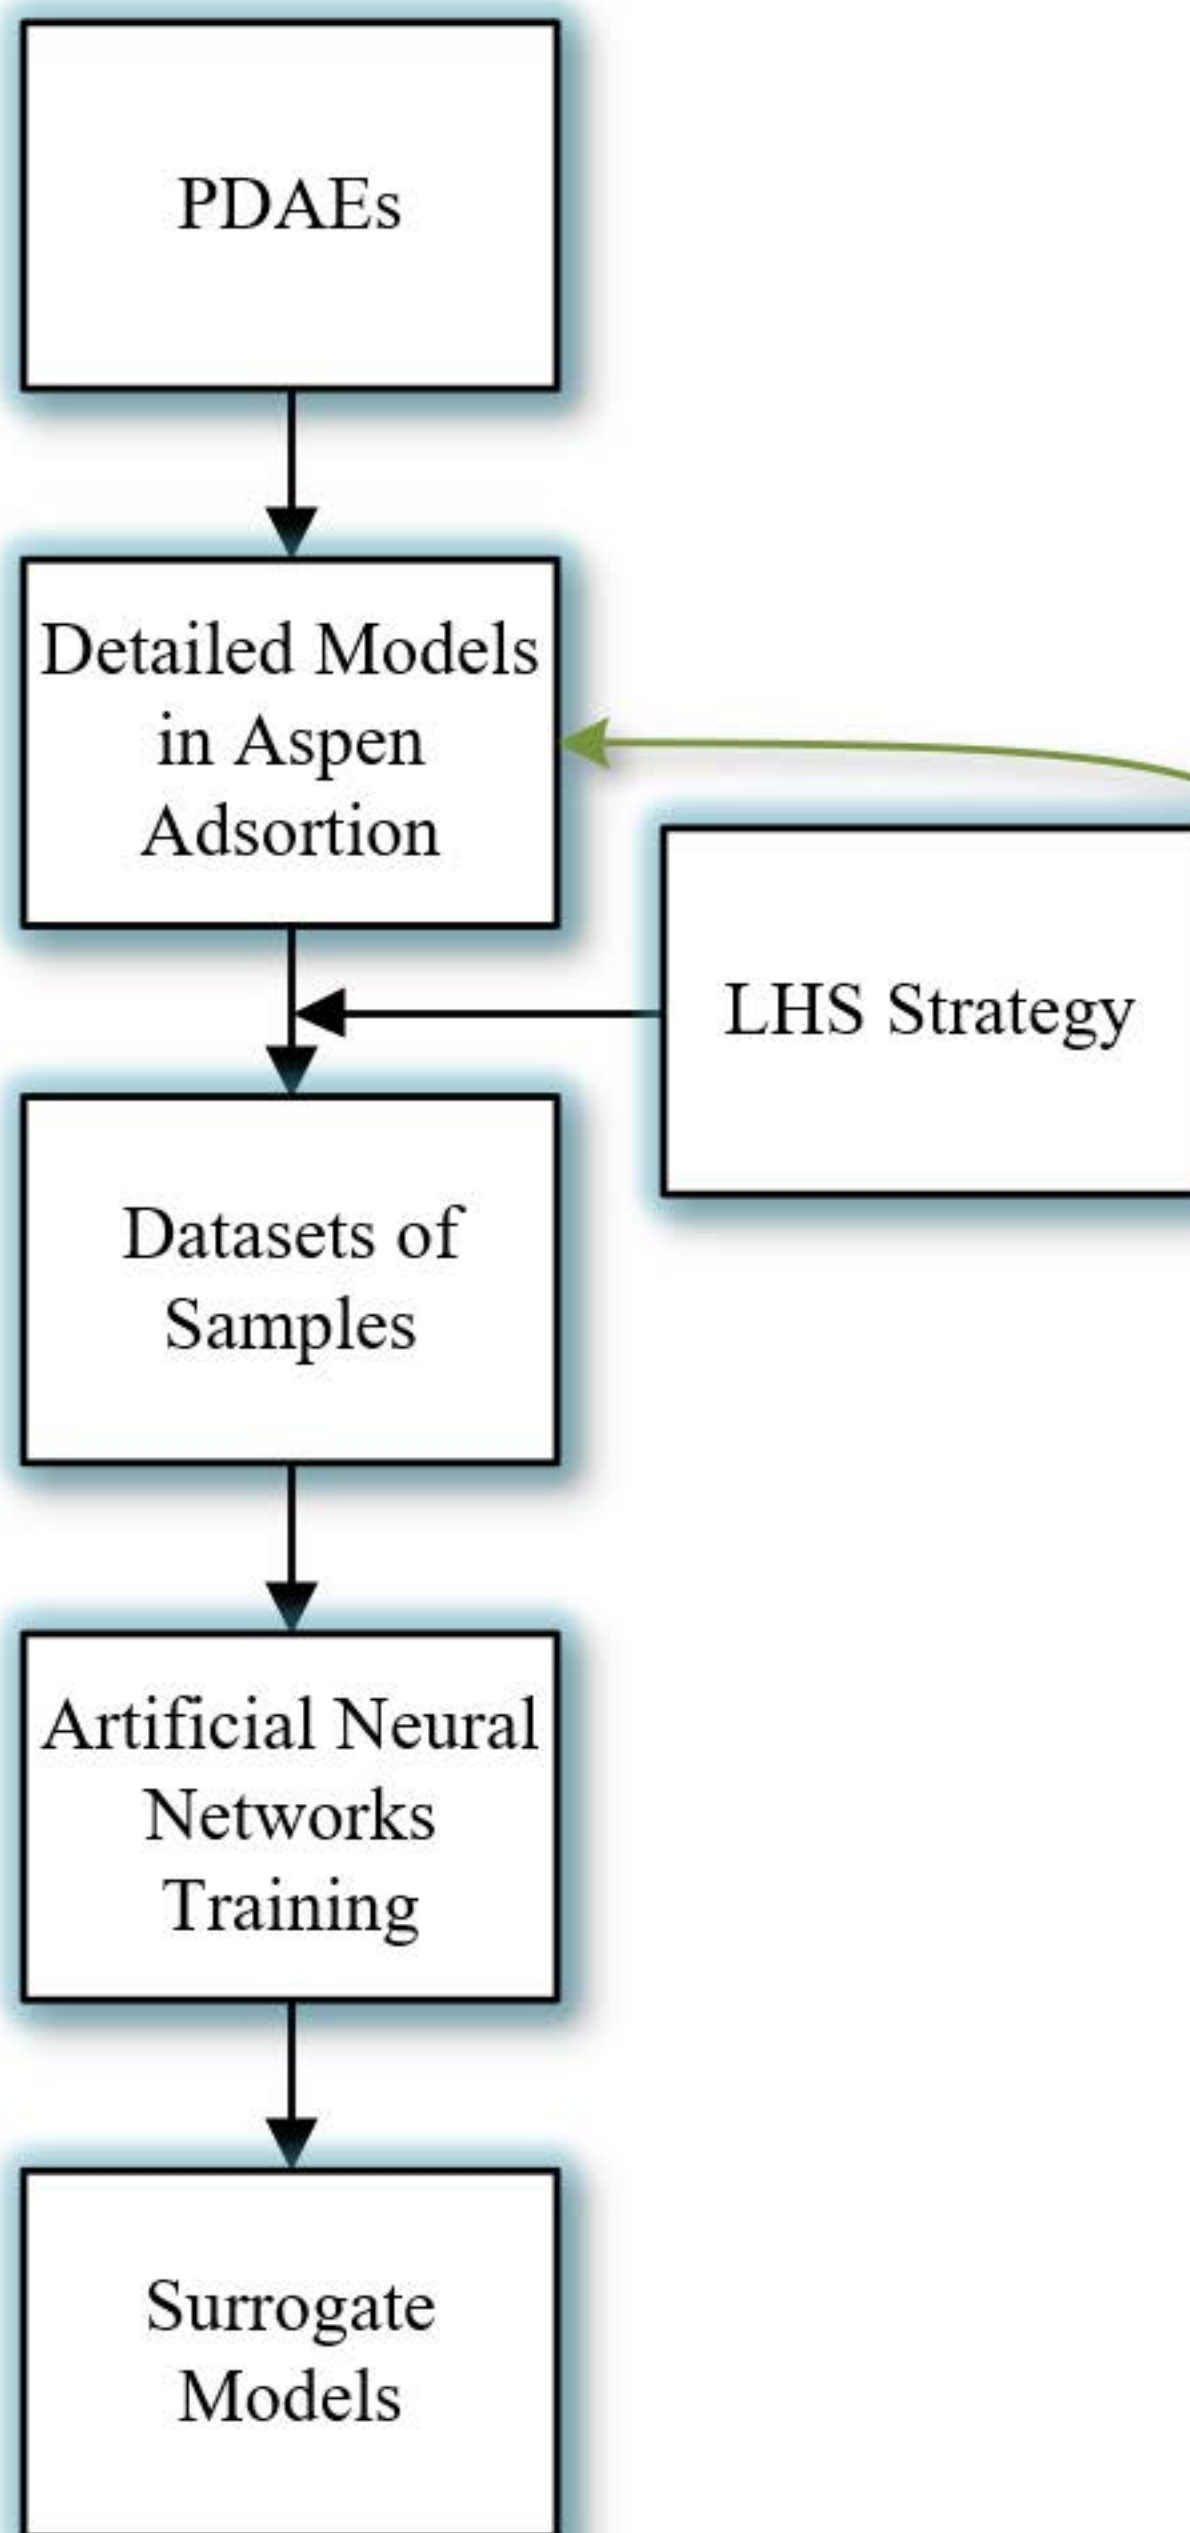 PDAEs
Detailed Models
in Aspen
Adsortion
LHS Strategy
Datasets of
Samples
Artificial Neural
Networks
Training
Surrogate
Models